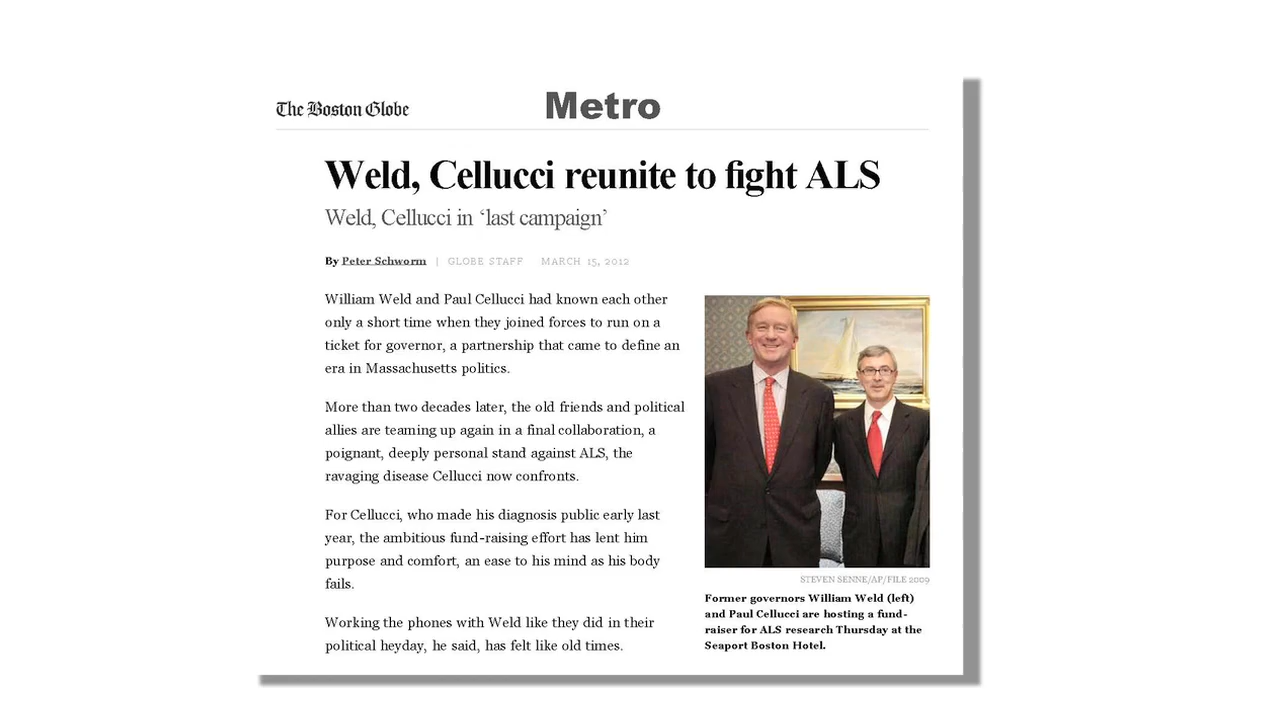 The Boston Globe
Metro
Weld, Cellucci reunite to fight ALS
Weld, Cellucci in ‘last campaign’
By Peter Schworm | GLOBE STAFF MARCH 15, 2012
William Weld and Paul Cellucci had known each other
only a short time when they joined forces to run on a
ticket for governor, a partnership that came to define an
era in Massachusetts politics.
More than two decades later, the old friends and political
allies are teaming up again in a final collaboration, a
poignant, deeply personal stand against ALS, the
ravaging disease Cellucci now confronts.
For Cellucci, who made his diagnosis public early last
year, the ambitious fund-raising effort has lent him
purpose and comfort, an ease to his mind as his body
fails.
Working the phones with Weld like they did in their
political heyday, he said, has felt like old times.
STEVEN SENNE/AP/FILE 2009
Former governors William Weld (left)
and Paul Cellucci are hosting a fund-
raiser for ALS research Thursday at the
Seaport Boston Hotel.